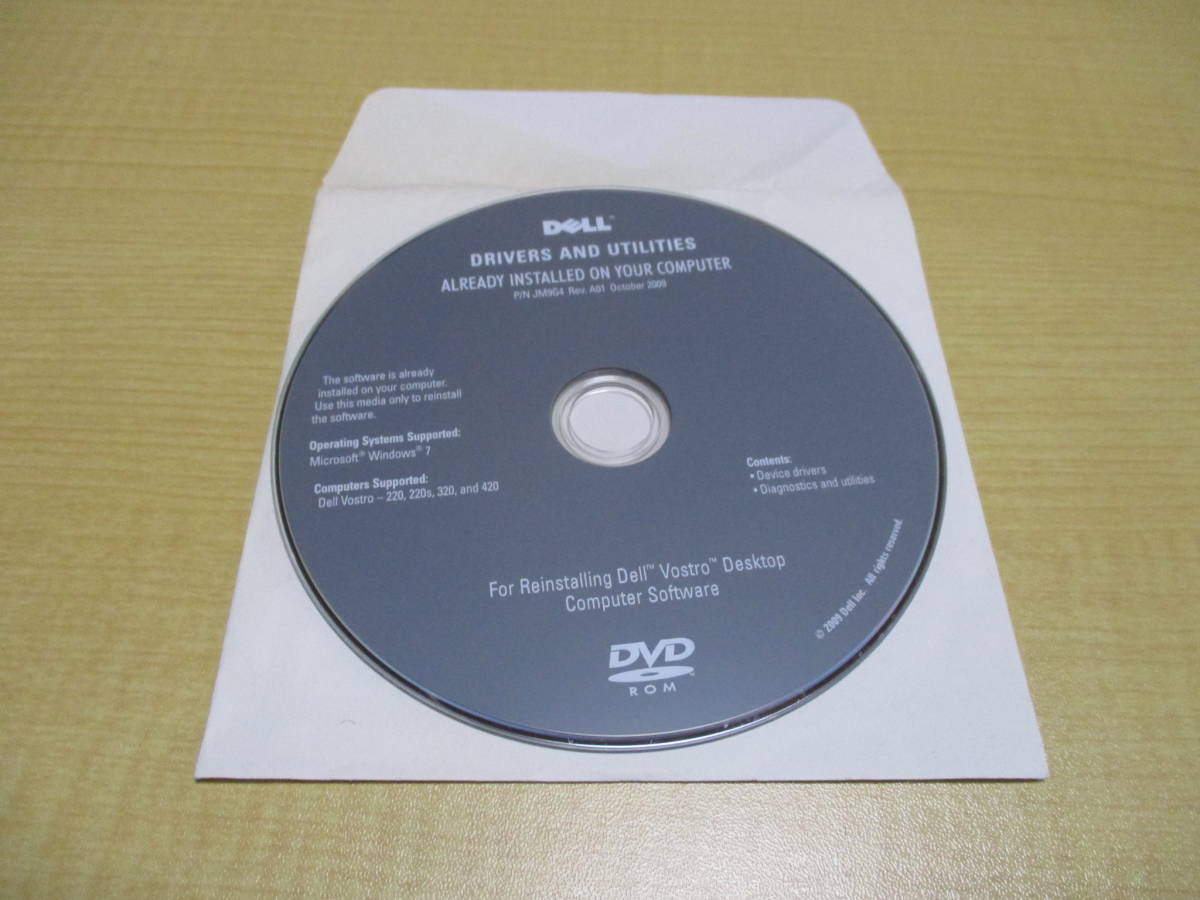 DELL™
DRIVERS AND UTILITIES
ALREADY INSTALLED ON YOUR COMPUTER
P/N JM9G4 Rev. A01 October 2009
The software is already
installed on your computer.
Use this media only to reinstall
the software.
Operating Systems Supported:
Microsoft® Windows® 7
Computers Supported:
Dell Vostro – 220, 220s, 320, and 420
Contents:
• Device drivers
• Diagnostics and utilities
For Reinstalling Dell™ Vostro™ Desktop
Computer Software
© 2009 Dell Inc. All rights reserved.
DVD™
ROM